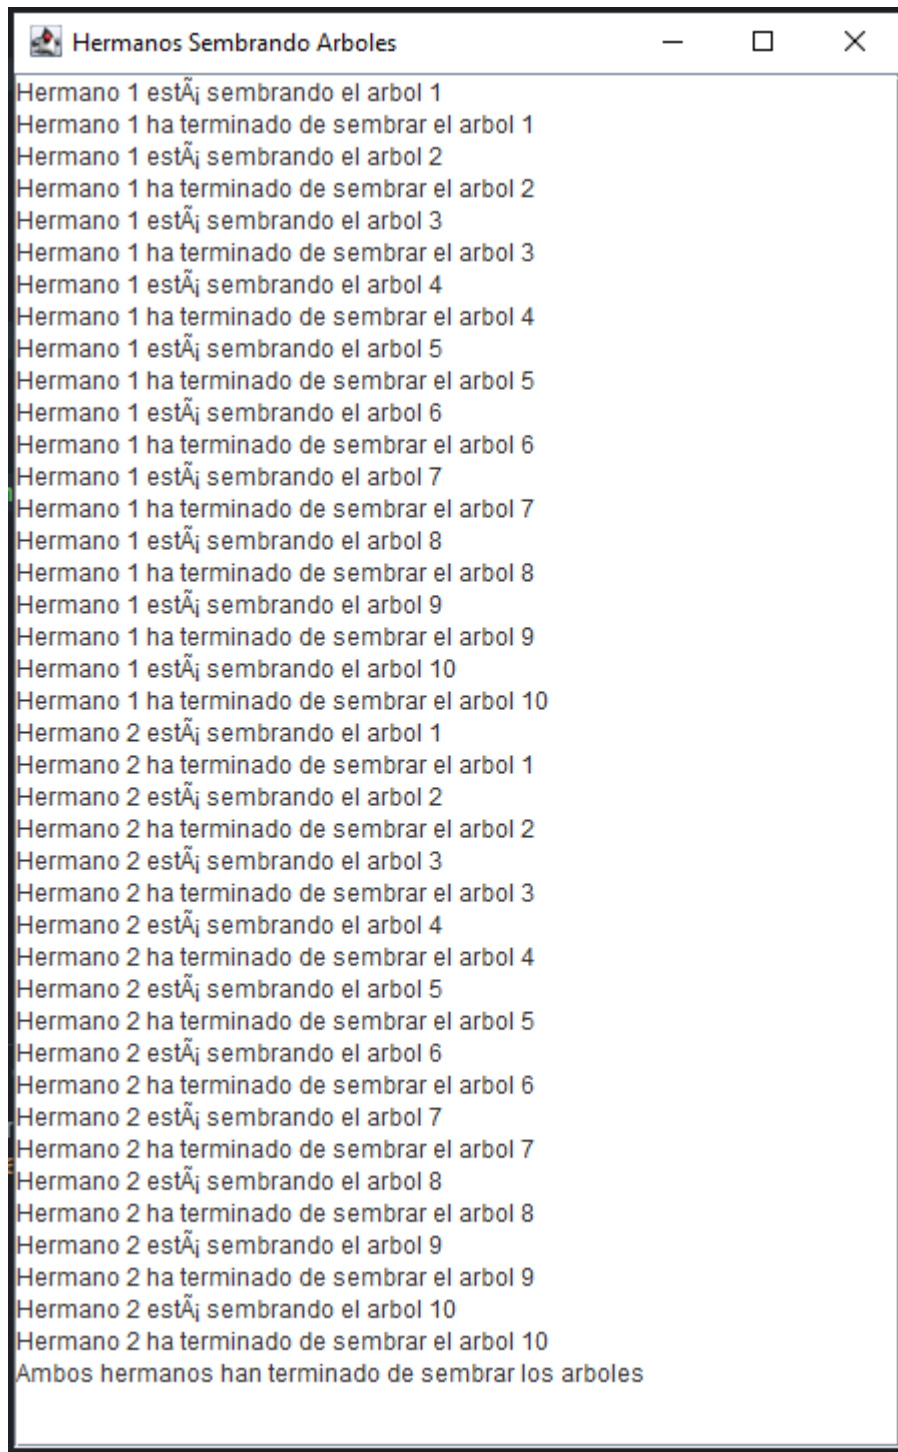 Hermanos Sembrando Arboles
Hermano 1 estÃ¡ sembrando el arbol 1
Hermano 1 ha terminado de sembrar el arbol 1
Hermano 1 estÃ¡ sembrando el arbol 2
Hermano 1 ha terminado de sembrar el arbol 2
Hermano 1 estÃ¡ sembrando el arbol 3
Hermano 1 ha terminado de sembrar el arbol 3
Hermano 1 estÃ¡ sembrando el arbol 4
Hermano 1 ha terminado de sembrar el arbol 4
Hermano 1 estÃ¡ sembrando el arbol 5
Hermano 1 ha terminado de sembrar el arbol 5
Hermano 1 estÃ¡ sembrando el arbol 6
Hermano 1 ha terminado de sembrar el arbol 6
Hermano 1 estÃ¡ sembrando el arbol 7
Hermano 1 ha terminado de sembrar el arbol 7
Hermano 1 estÃ¡ sembrando el arbol 8
Hermano 1 ha terminado de sembrar el arbol 8
Hermano 1 estÃ¡ sembrando el arbol 9
Hermano 1 ha terminado de sembrar el arbol 9
Hermano 1 estÃ¡ sembrando el arbol 10
Hermano 1 ha terminado de sembrar el arbol 10
Hermano 2 estÃ¡ sembrando el arbol 1
Hermano 2 ha terminado de sembrar el arbol 1
Hermano 2 estÃ¡ sembrando el arbol 2
Hermano 2 ha terminado de sembrar el arbol 2
Hermano 2 estÃ¡ sembrando el arbol 3
Hermano 2 ha terminado de sembrar el arbol 3
Hermano 2 estÃ¡ sembrando el arbol 4
Hermano 2 ha terminado de sembrar el arbol 4
Hermano 2 estÃ¡ sembrando el arbol 5
Hermano 2 ha terminado de sembrar el arbol 5
Hermano 2 estÃ¡ sembrando el arbol 6
Hermano 2 ha terminado de sembrar el arbol 6
Hermano 2 estÃ¡ sembrando el arbol 7
Hermano 2 ha terminado de sembrar el arbol 7
Hermano 2 estÃ¡ sembrando el arbol 8
Hermano 2 ha terminado de sembrar el arbol 8
Hermano 2 estÃ¡ sembrando el arbol 9
Hermano 2 ha terminado de sembrar el arbol 9
Hermano 2 estÃ¡ sembrando el arbol 10
Hermano 2 ha terminado de sembrar el arbol 10
Ambos hermanos han terminado de sembrar los arboles